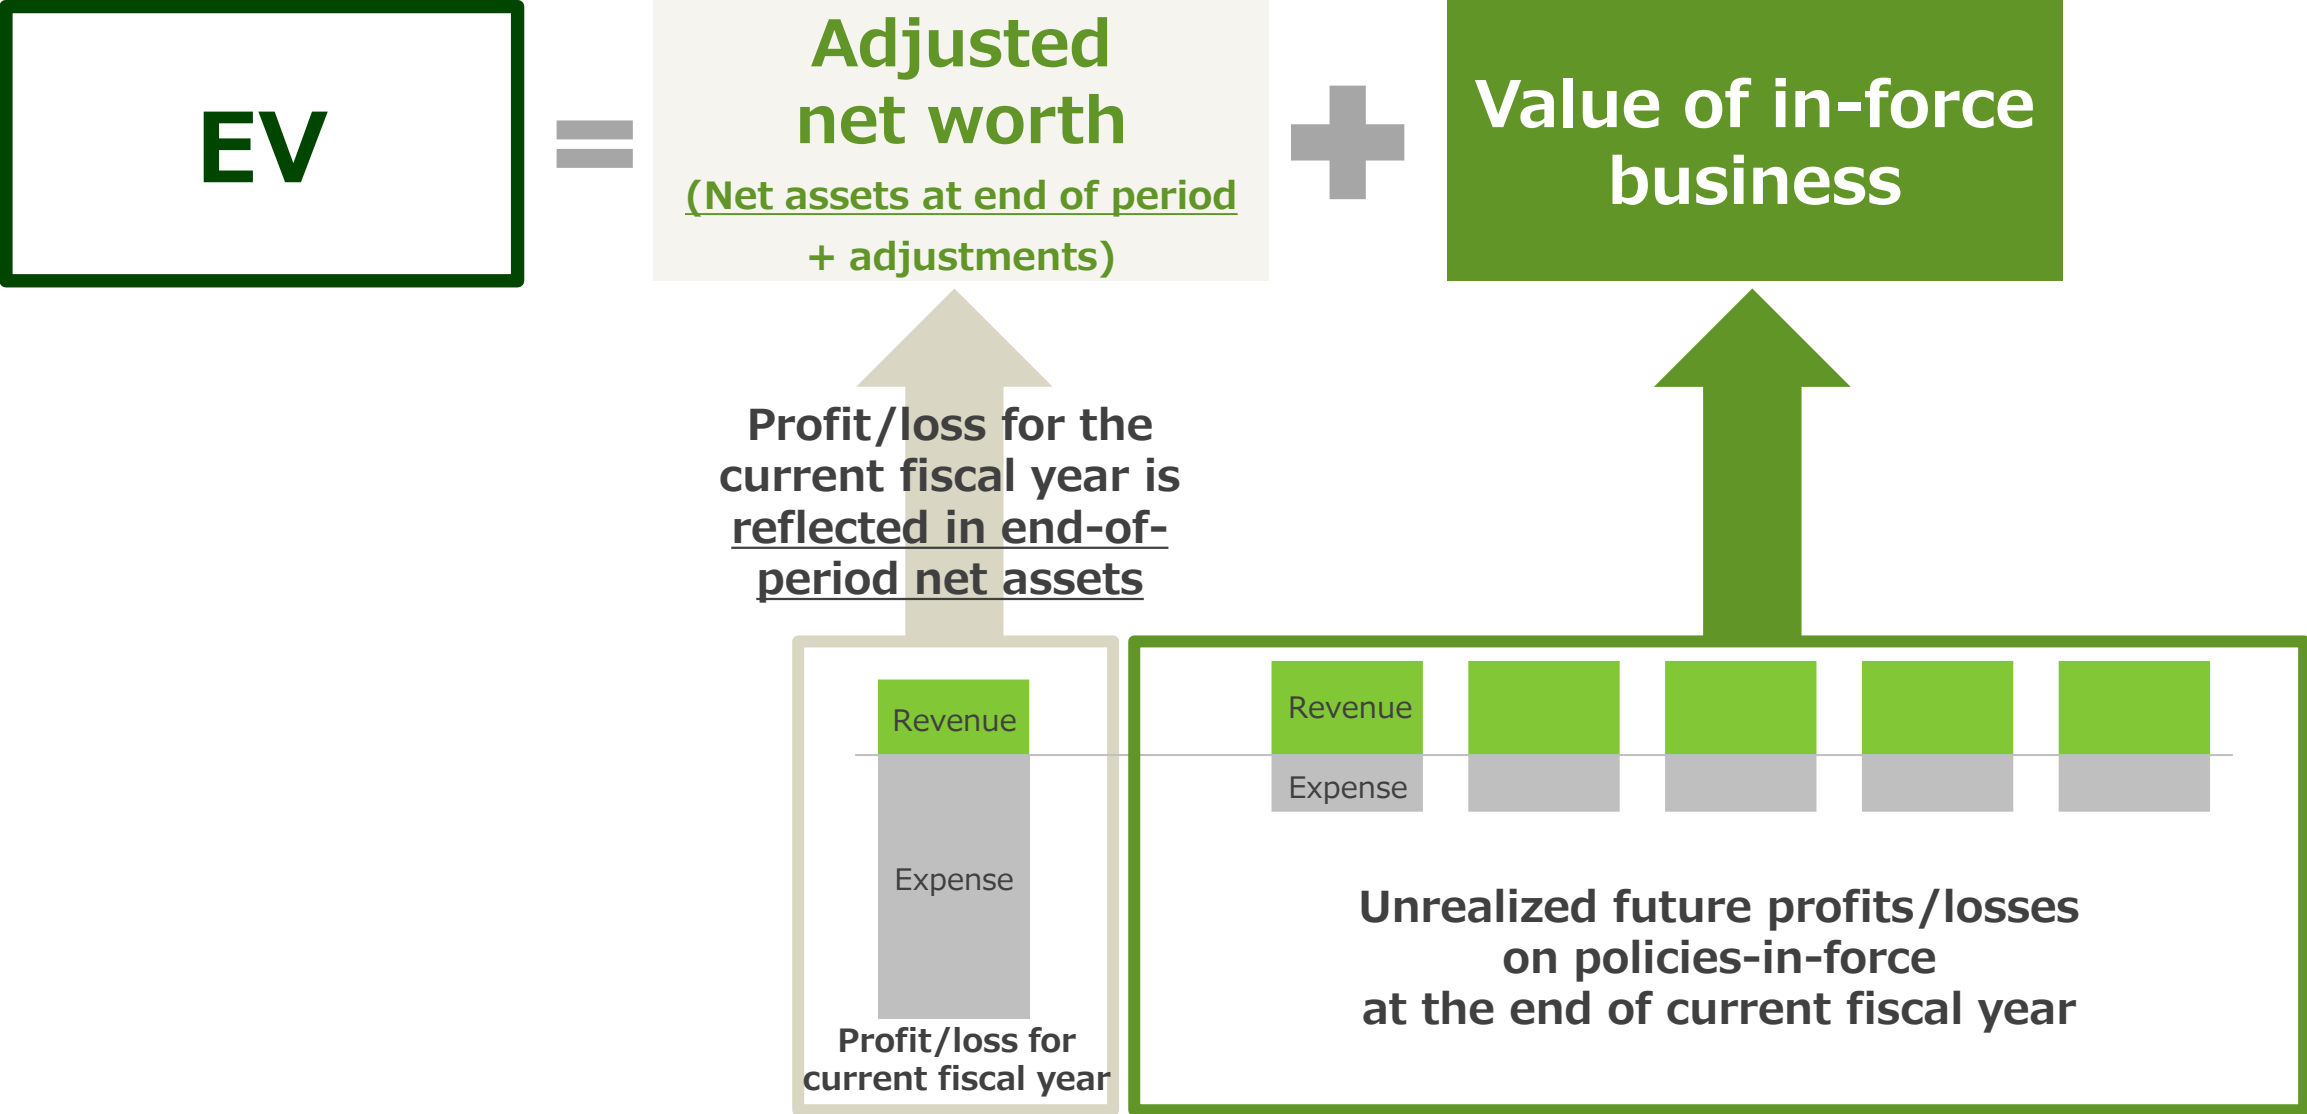 EV
=
Adjusted
net worth
(Net assets at end of period
+ adjustments)
+
Value of in-force
business
Profit/loss for the
current fiscal year is
reflected in end-of-
period net assets
Revenue
Expense
Profit/loss for
current fiscal year
Revenue
Expense
Unrealized future profits/losses
on policies-in-force
at the end of current fiscal year